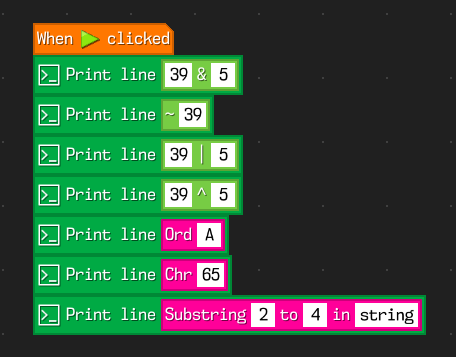 When clicked
Print line 39 & 5
Print line ~ 39
Print line 39 | 5
Print line 39 ^ 5
Print line Ord A
Print line Chr 65
Print line Substring 2 to 4 in string